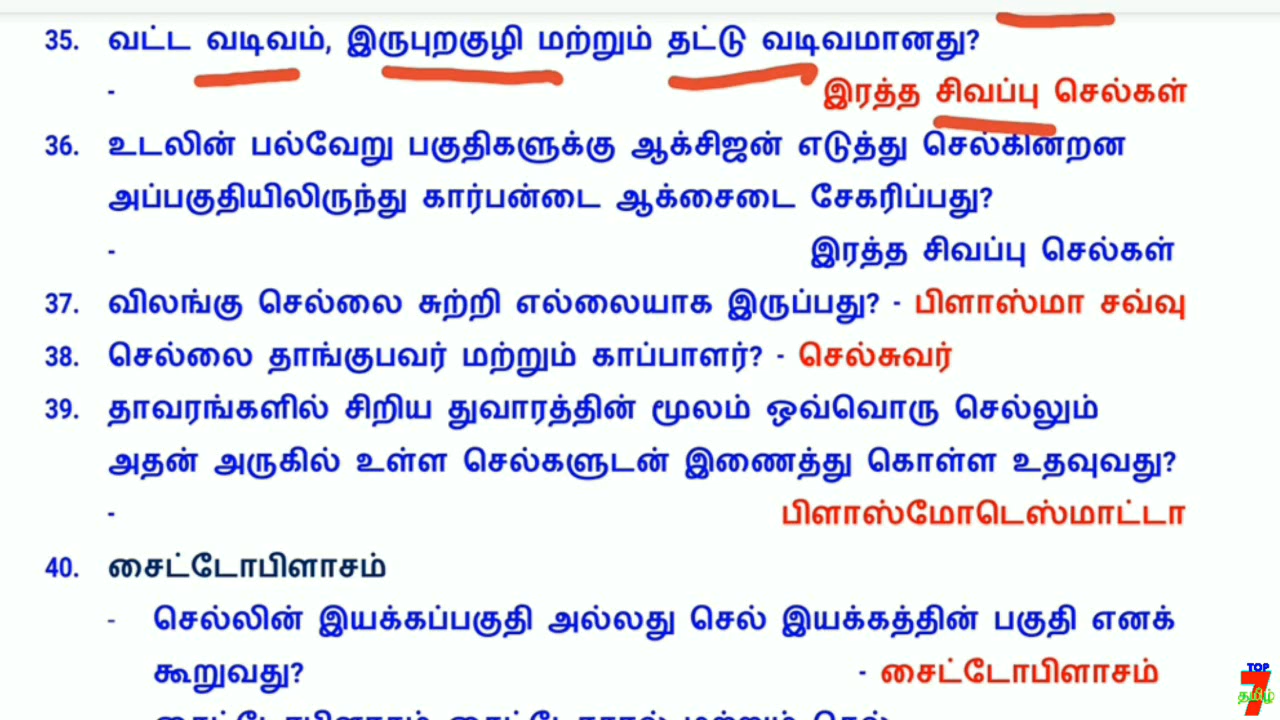 35. வட்ட வடிவம், இருபுறகுழி மற்றும் தட்டு வடிவமானது?
- இரத்த சிவப்பு செல்கள்
36. உடலின் பல்வேறு பகுதிகளுக்கு ஆக்சிஜன் எடுத்து செல்கின்றன
அப்பகுதியிலிருந்து கார்பன்டை ஆக்சைடை சேகரிப்பது?
- இரத்த சிவப்பு செல்கள்
37. விலங்கு செல்லை சுற்றி எல்லையாக இருப்பது? - பிளாஸ்மா சவ்வு
38. செல்லை தாங்குபவர் மற்றும் காப்பாளர்? - செல்சுவர்
39. தாவரங்களில் சிறிய துவாரத்தின் மூலம் ஒவ்வொரு செல்லும்
அதன் அருகில் உள்ள செல்களுடன் இணைத்து கொள்ள உதவுவது?
- பிளாஸ்மோடெஸ்மாட்டா
40. சைட்டோபிளாசம்
- செல்லின் இயக்கப்பகுதி அல்லது செல் இயக்கத்தின் பகுதி எனக்
கூறுவது? - சைட்டோபிளாசம்
TOP
7
தமிழ்